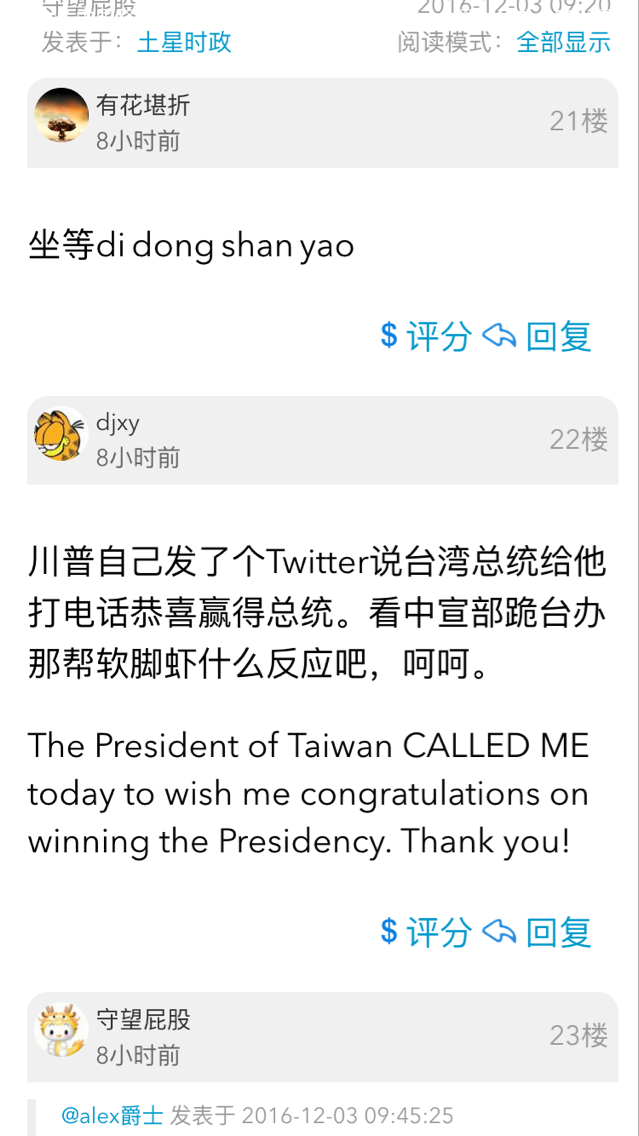 守望屁股 2016-12-03 09:20
发表于：土星时政 阅读模式：全部显示
有花堪折
8小时前 21楼
坐等di dong shan yao
$ 评分 回复
djxy
8小时前 22楼
川普自己发了个Twitter说台湾总统给他
打电话恭喜赢得总统。看中宣部跪台办
那帮软脚虾什么反应吧，呵呵。
The President of Taiwan CALLED ME
today to wish me congratulations on
winning the Presidency. Thank you!
$ 评分 回复
守望屁股
8小时前 23楼
@alex爵士 发表于 2016-12-03 09:45:25